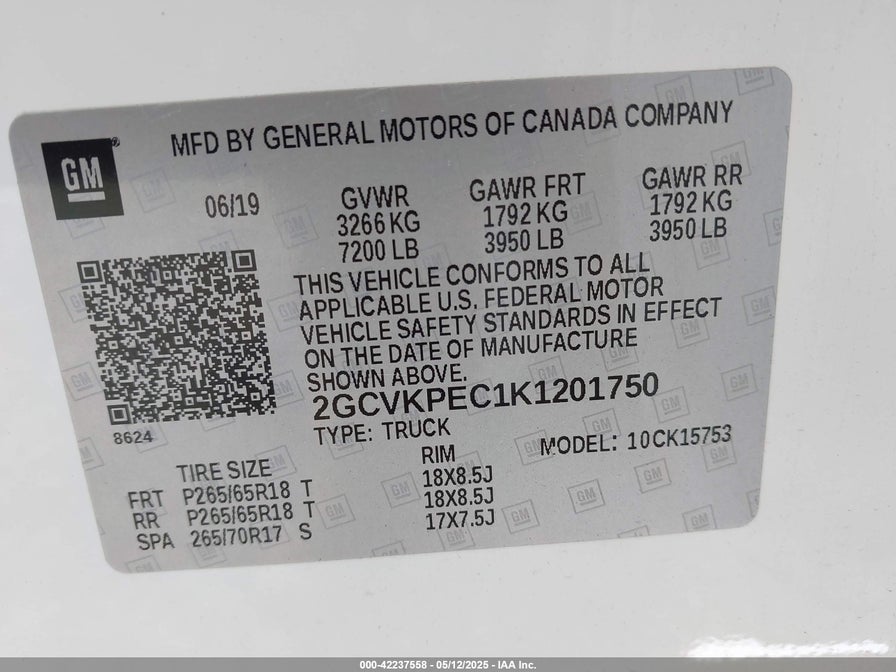 MFD BY GENERAL MOTORS OF CANADA COMPANY
GM®
06/19
GVWR GAWR FRT GAWR RR
3266 KG 1792 KG 1792 KG
7200 LB 3950 LB 3950 LB
THIS VEHICLE CONFORMS TO ALL
APPLICABLE U.S. FEDERAL MOTOR
VEHICLE SAFETY STANDARDS IN EFFECT
ON THE DATE OF MANUFACTURE
SHOWN ABOVE.
2GCVKPEC1K1201750
8624
TYPE: TRUCK MODEL: 10CK15753
TIRE SIZE RIM
FRT P265/65R18 T 18X8.5J
RR P265/65R18 T 18X8.5J
SPA 265/70R17 S 17X7.5J
000-42237558 - 05/12/2025 - IAA Inc.